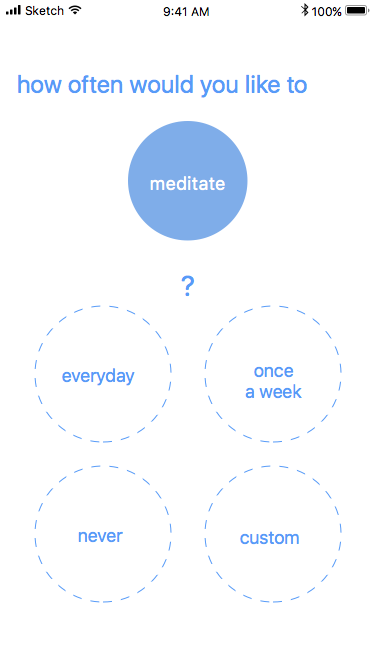 Sketch 9:41 AM 100%
how often would you like to
meditate
?
everyday
once
a week
never
custom